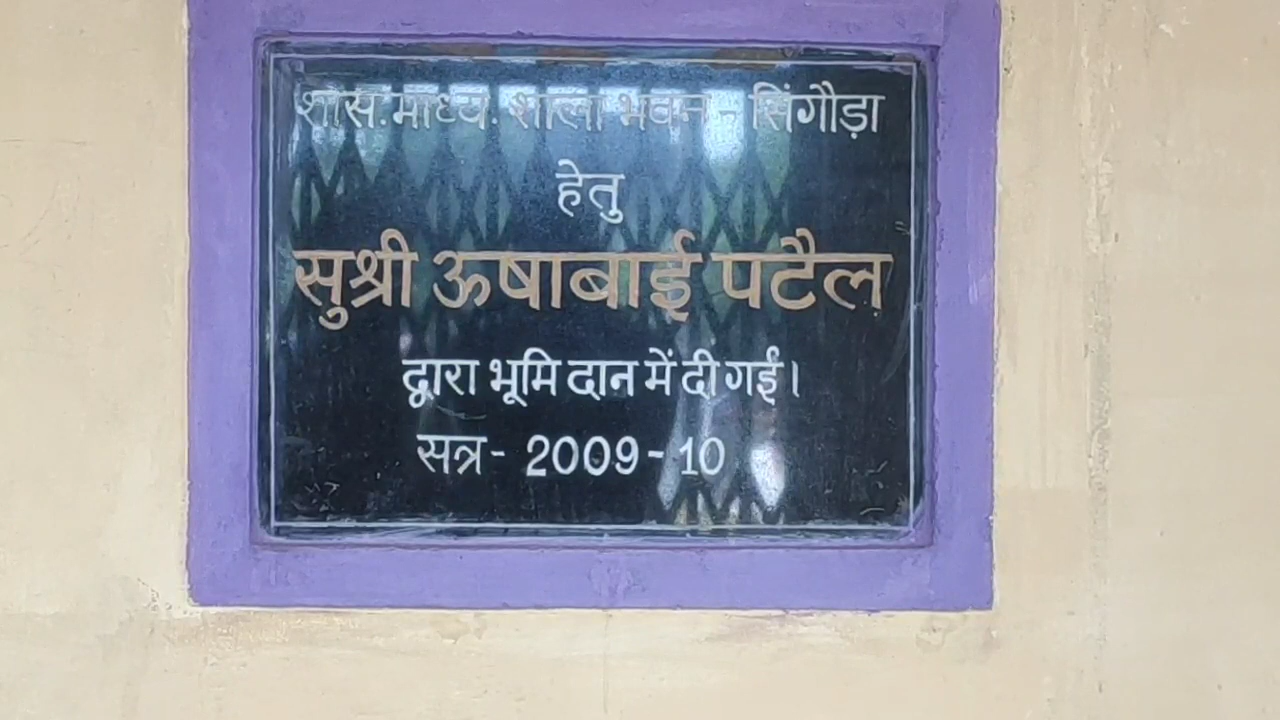 शास. माध्य. शाला भवन - सिंगौड़ा
हेतु
सुश्री ऊषाबाई पटैल
द्वारा भूमि दान में दी गई।
सत्र - 2009 - 10